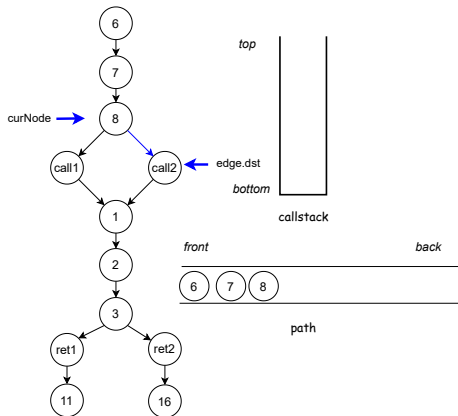 6
7
top
curNode
8
call1
call2
edge.dst
bottom
callstack
1
front
back
2
6
7
8
3
path
ret1
ret2
11
16